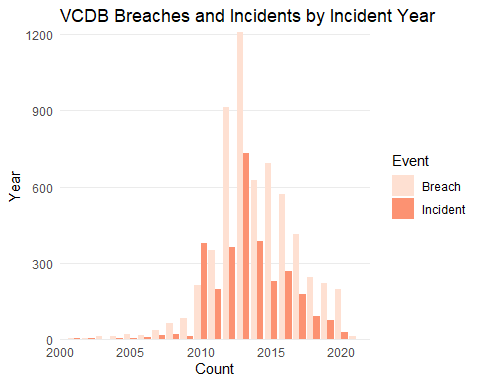 VCDB Breaches and Incidents by Incident Year
1200
900
600
300
0
Year
2000
2005
2010
2015
2020
Count
Event
Breach
Incident